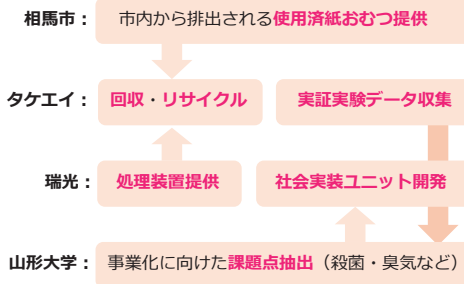 相馬市： 市内から排出される使用済紙おむつ提供
タケエイ： 回収・リサイクル 実証実験データ収集
瑞光： 処理装置提供 社会実装ユニット開発
山形大学： 事業化に向けた課題点抽出（殺菌・臭気など）